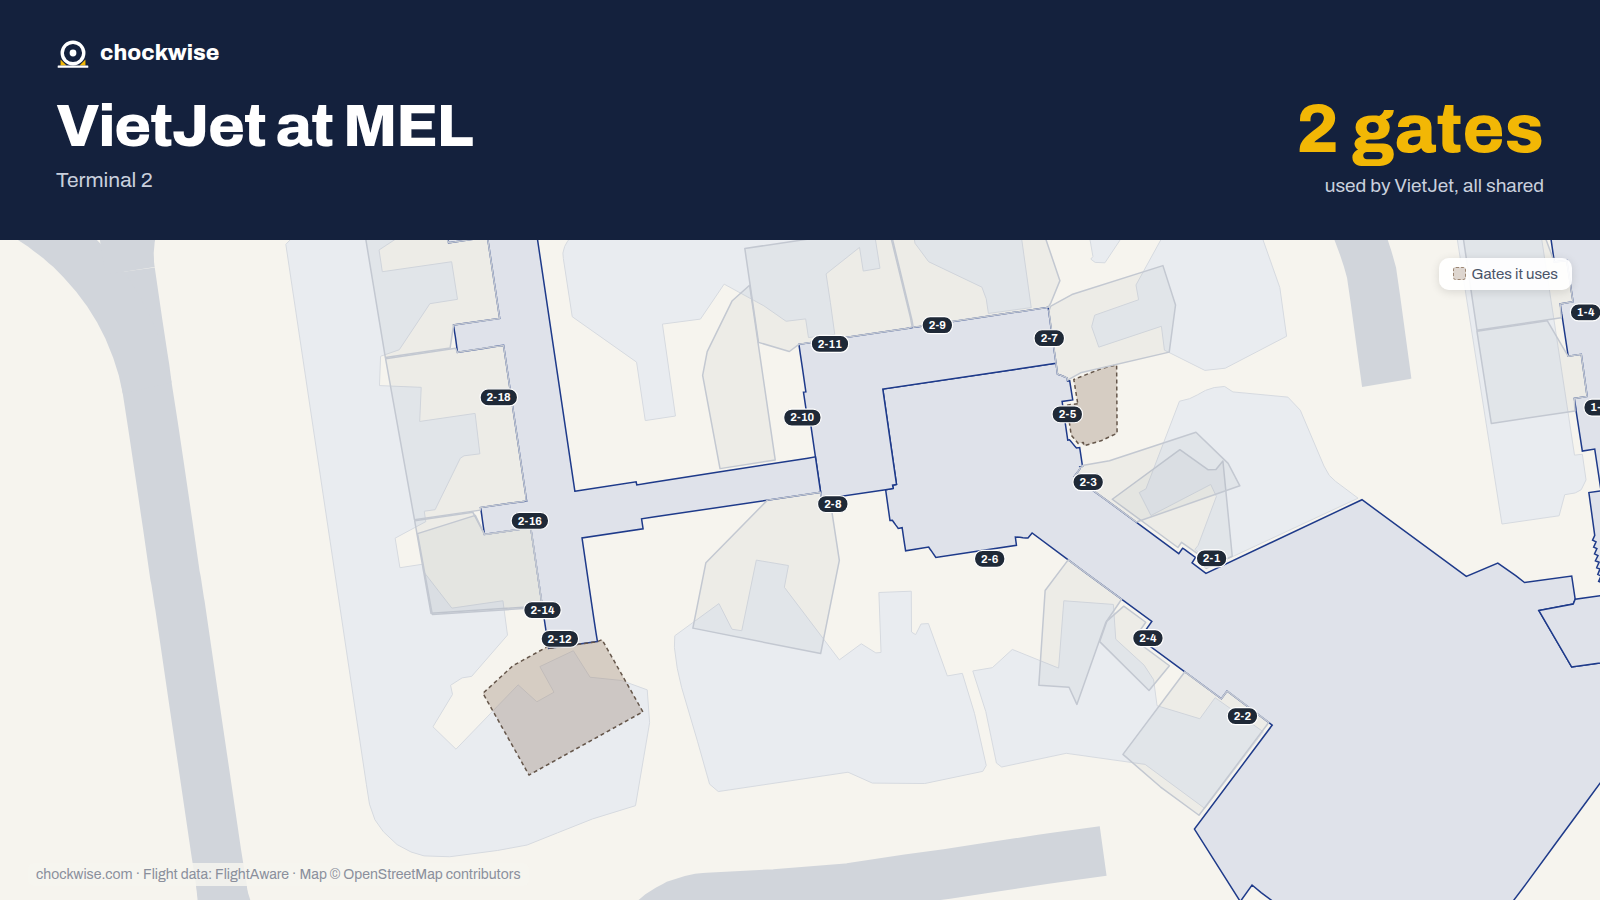 chockwise
VietJet at MEL
Terminal 2
2 gates
used by VietJet, all shared
Gates it uses
1-4
2-9
2-7
2-11
2-18
1-
2-5
2-10
2-3
2-8
2-16
2-6
2-1
2-14
2-12
2-4
2-2
chockwise.com · Flight data: FlightAware · Map © OpenStreetMap contributors